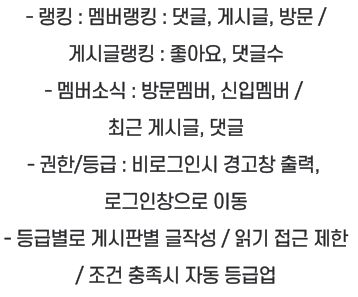 - 랭킹 : 멤버랭킹 : 댓글, 게시글, 방문 /
게시글랭킹 : 좋아요, 댓글수
- 멤버소식 : 방문멤버, 신입멤버 /
최근 게시글, 댓글
- 권한/등급 : 비로그인시 경고창 출력,
로그인창으로 이동
- 등급별로 게시판별 글작성 / 읽기 접근 제한
/ 조건 충족시 자동 등급업